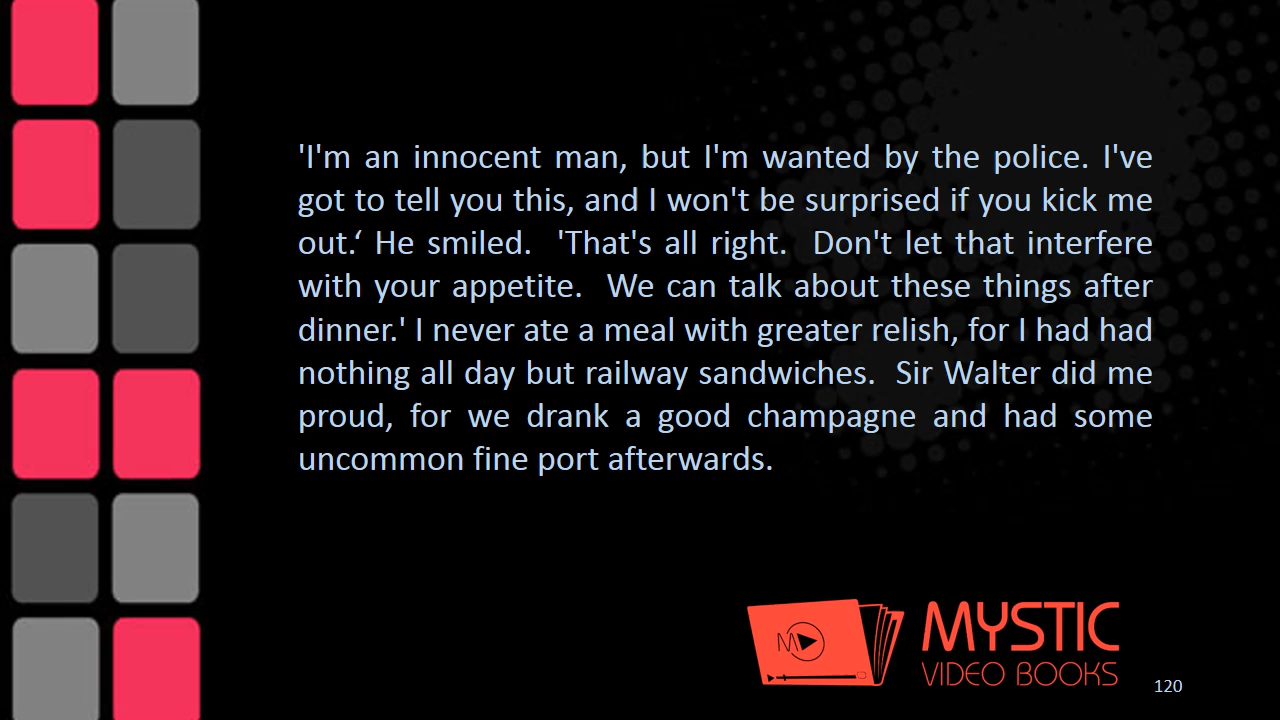 'I'm an innocent man, but I'm wanted by the police. I've
got to tell you this, and I won't be surprised if you kick me
out.‘ He smiled.  'That's all right.  Don't let that interfere
with your appetite.  We can talk about these things after
dinner.' I never ate a meal with greater relish, for I had had
nothing all day but railway sandwiches.  Sir Walter did me
proud, for we drank a good champagne and had some
uncommon fine port afterwards.
M
MYSTIC
VIDEO BOOKS
120